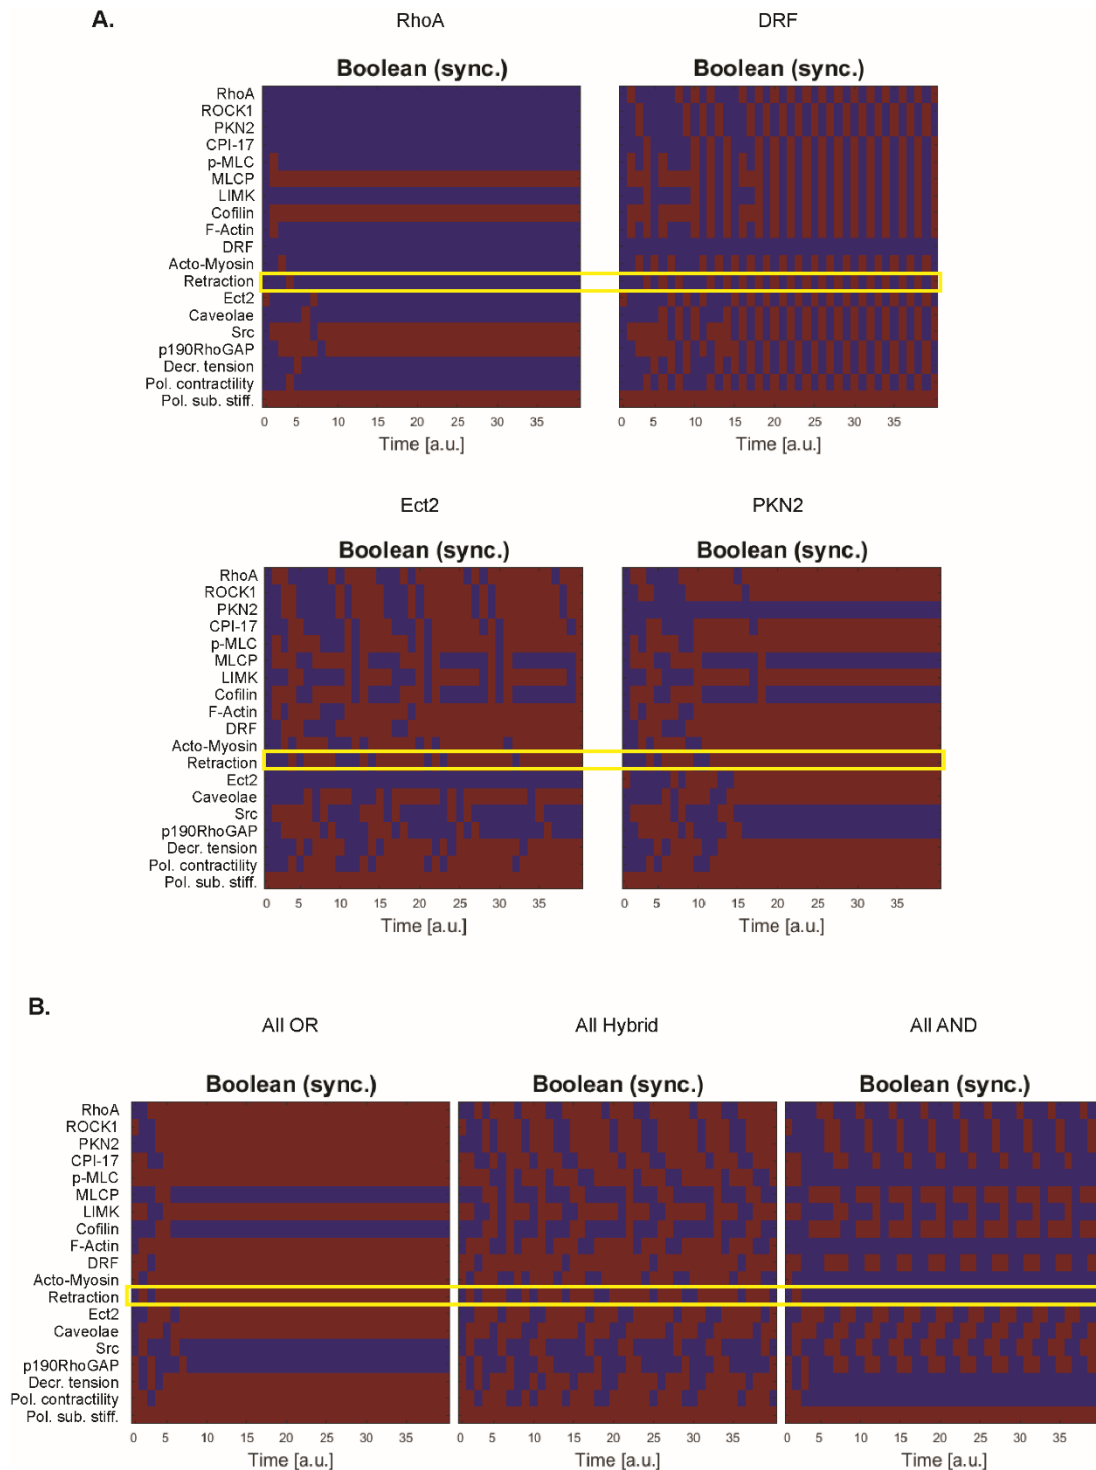 A.
RhoA DRF
Boolean (sync.) Boolean (sync.)
RhoA
ROCK1
PKN2
CPI-17
p-MLC
MLCP
LIMK
Cofilin
F-Actin
DRF
Acto-Myosin
Retraction
Ect2
Caveolae
Src
p190RhoGAP
Decr. tension
Pol. contractility
Pol. sub. stiff.
0 5 10 15 20 25 30 35 0 5 10 15 20 25 30 35
Time [a.u.] Time [a.u.]
Ect2 PKN2
Boolean (sync.) Boolean (sync.)
RhoA
ROCK1
PKN2
CPI-17
p-MLC
MLCP
LIMK
Cofilin
F-Actin
DRF
Acto-Myosin
Retraction
Ect2
Caveolae
Src
p190RhoGAP
Decr. tension
Pol. contractility
Pol. sub. stiff.
0 5 10 15 20 25 30 35 0 5 10 15 20 25 30 35
Time [a.u.] Time [a.u.]
B.
All OR All Hybrid All AND
Boolean (sync.) Boolean (sync.) Boolean (sync.)
RhoA
ROCK1
PKN2
CPI-17
p-MLC
MLCP
LIMK
Cofilin
F-Actin
DRF
Acto-Myosin
Retraction
Ect2
Caveolae
Src
p190RhoGAP
Decr. tension
Pol. contractility
Pol. sub. stiff.
0 5 10 15 20 25 30 35 0 5 10 15 20 25 30 35 0 5 10 15 20 25 30 35
Time [a.u.] Time [a.u.] Time [a.u.]